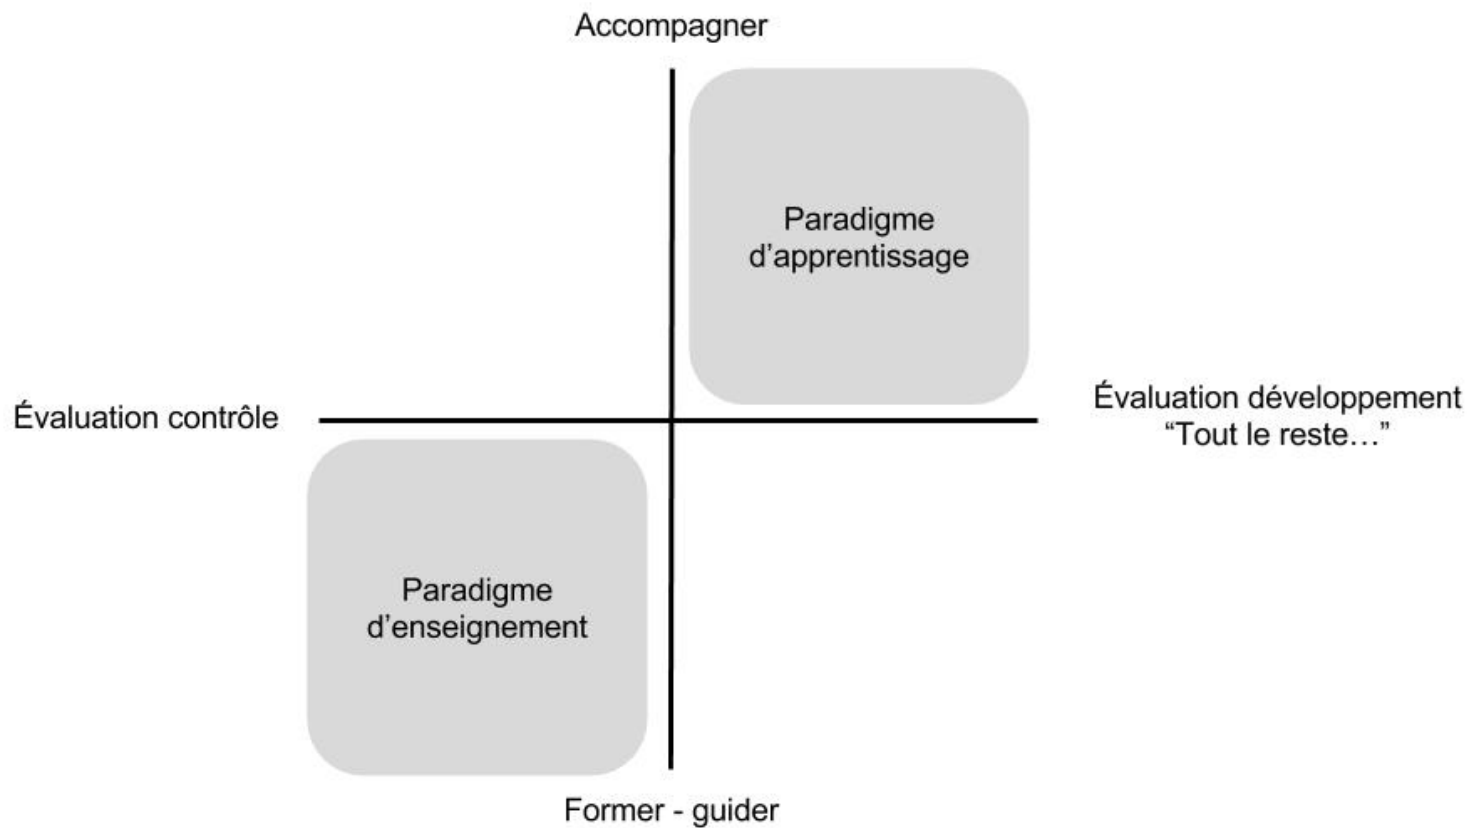 Accompagner
Paradigme
d’apprentissage
Évaluation contrôle
Évaluation développement
“Tout le reste…”
Paradigme
d’enseignement
Former - guider